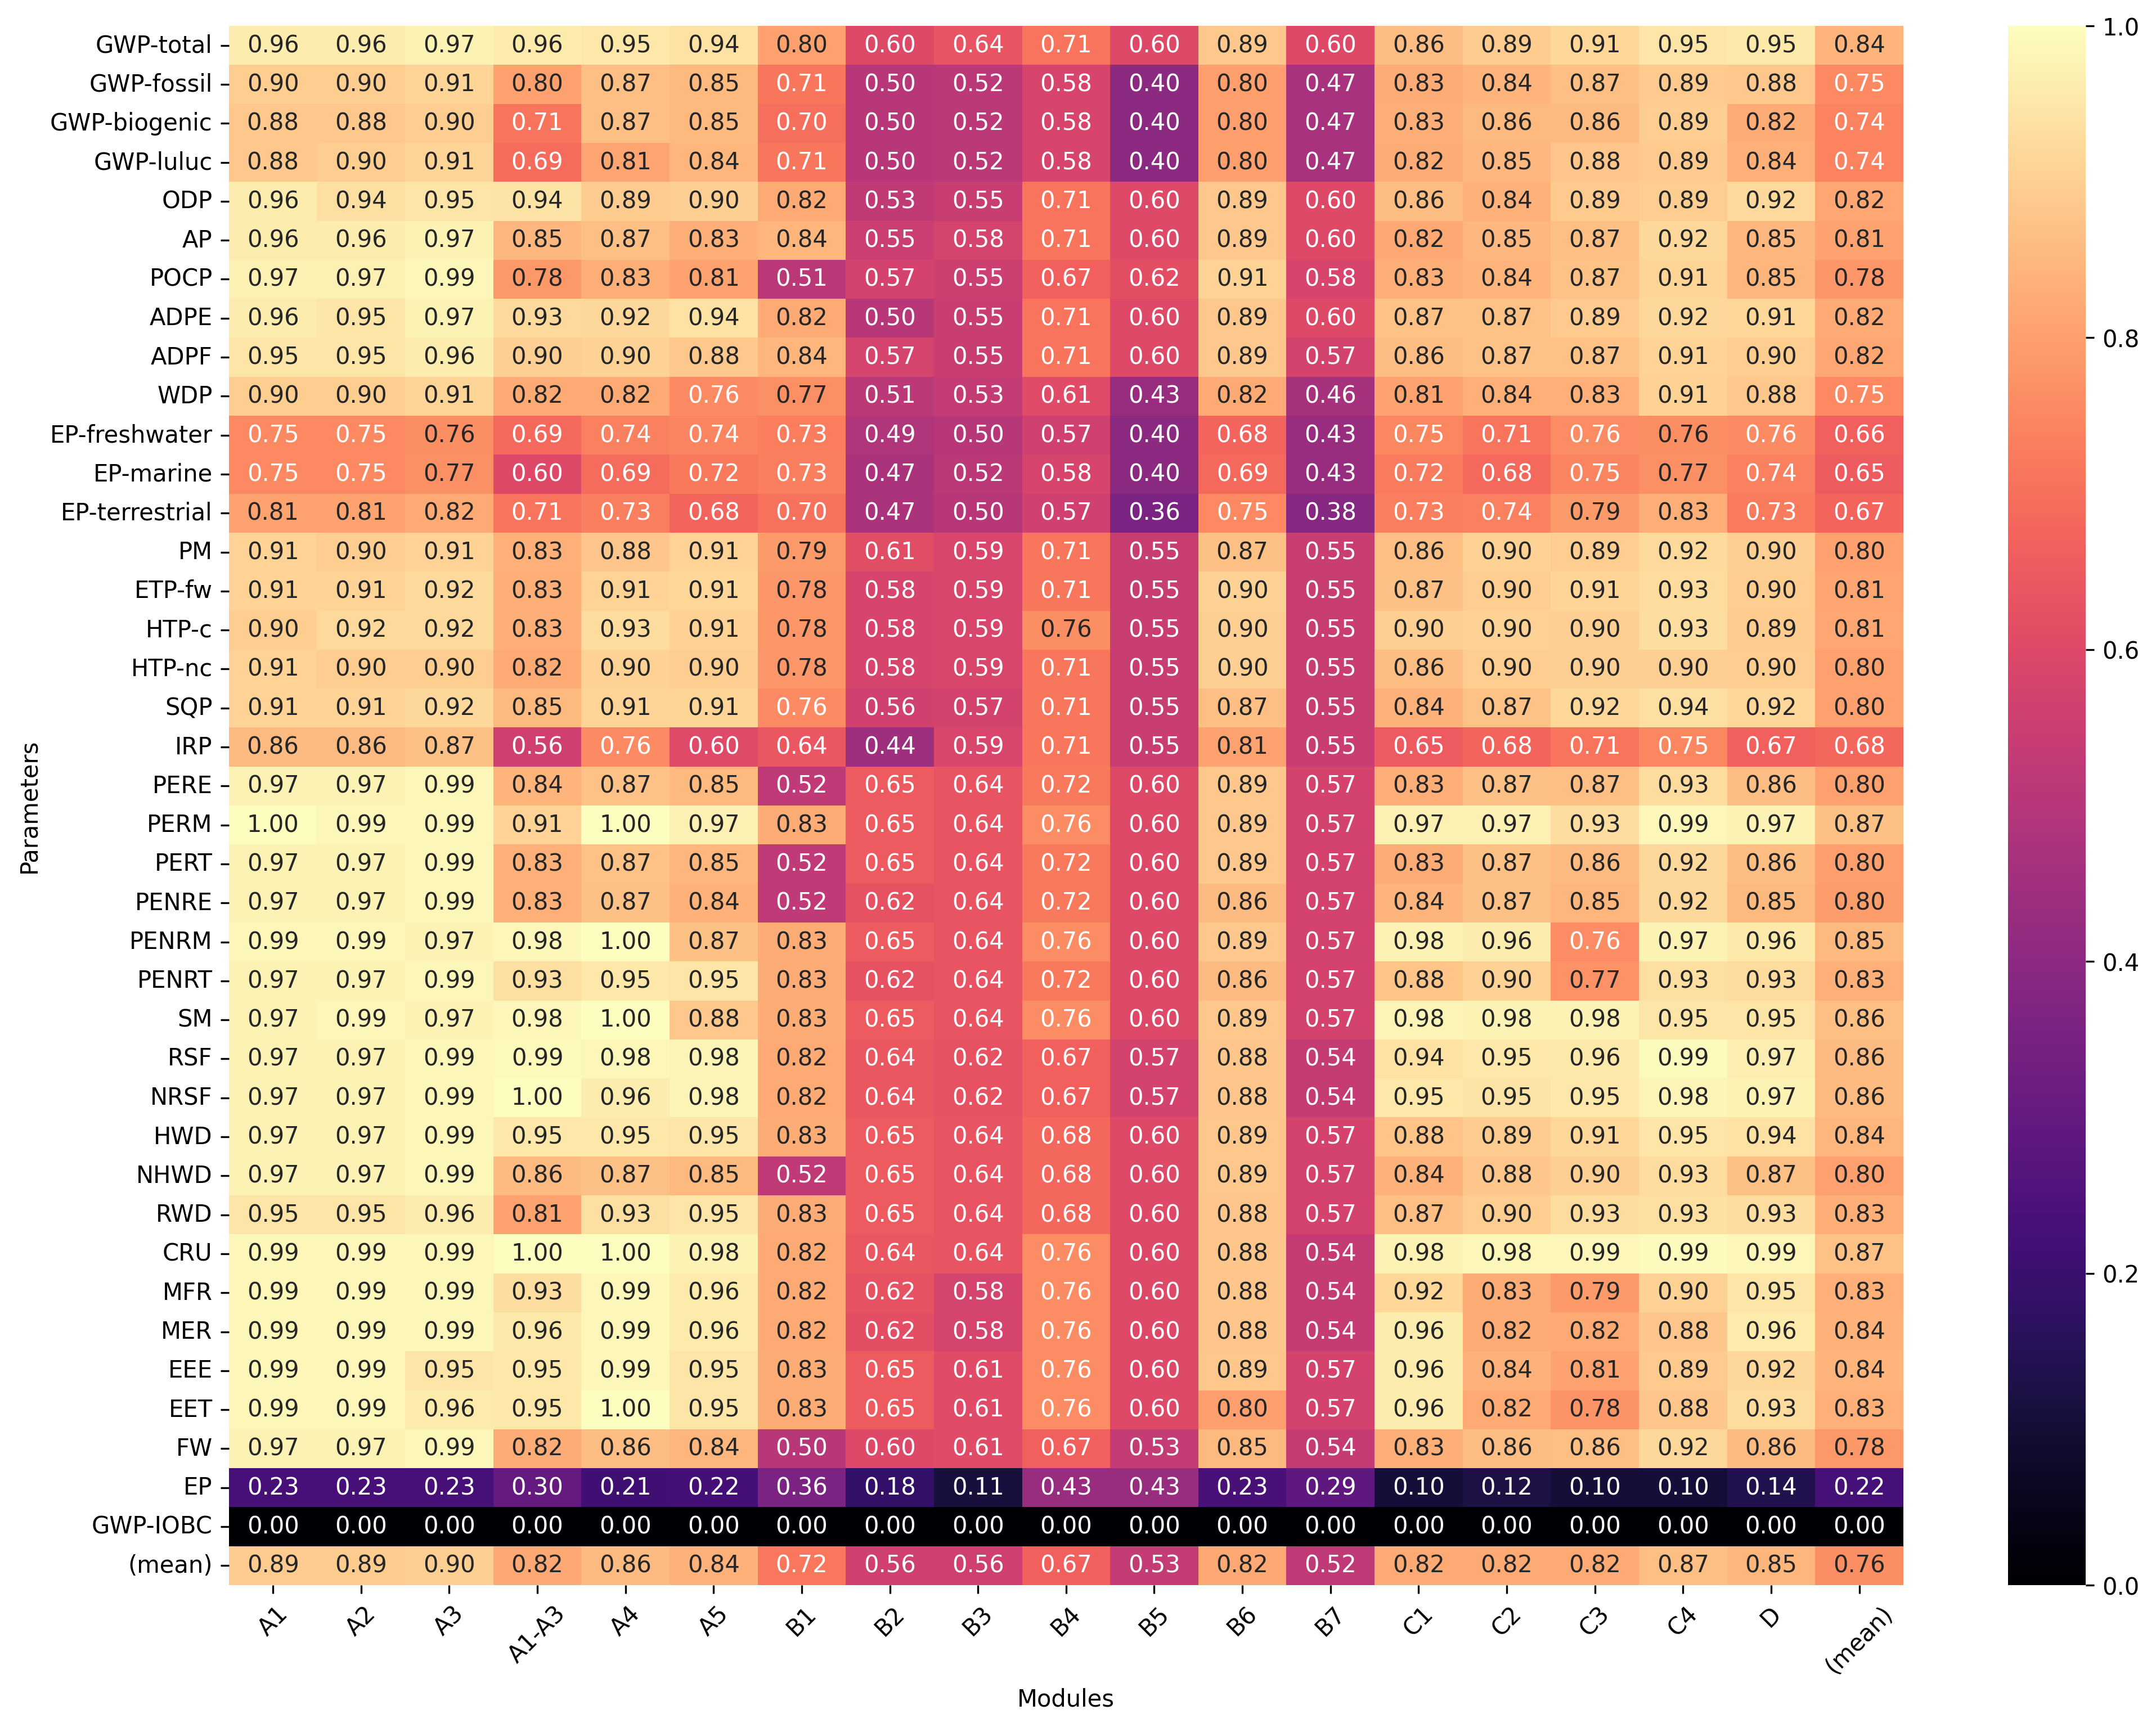 GWP-total 0.96 0.96 0.97 0.96 0.95 0.94 0.80 0.60 0.64 0.71 0.60 0.89 0.60 0.86 0.89 0.91 0.95 0.95 0.84 1.0
GWP-fossil 0.90 0.90 0.91 0.80 0.87 0.85 0.71 0.50 0.52 0.58 0.40 0.80 0.47 0.83 0.84 0.87 0.89 0.88 0.75
GWP-biogenic 0.88 0.88 0.90 0.71 0.87 0.85 0.70 0.50 0.52 0.58 0.40 0.80 0.47 0.83 0.86 0.86 0.89 0.82 0.74
GWP-luluc 0.88 0.90 0.91 0.69 0.81 0.84 0.71 0.50 0.52 0.58 0.40 0.80 0.47 0.82 0.85 0.88 0.89 0.84 0.74
ODP 0.96 0.94 0.95 0.94 0.89 0.90 0.82 0.53 0.55 0.71 0.60 0.89 0.60 0.86 0.84 0.89 0.89 0.92 0.82
AP 0.96 0.96 0.97 0.85 0.87 0.83 0.84 0.55 0.58 0.71 0.60 0.89 0.60 0.82 0.85 0.87 0.92 0.85 0.81
POCP 0.97 0.97 0.99 0.78 0.83 0.81 0.51 0.57 0.55 0.67 0.62 0.91 0.58 0.83 0.84 0.87 0.91 0.85 0.78
ADPE 0.96 0.95 0.97 0.93 0.92 0.94 0.82 0.50 0.55 0.71 0.60 0.89 0.60 0.87 0.87 0.89 0.92 0.91 0.82 0.8
ADPF 0.95 0.95 0.96 0.90 0.90 0.88 0.84 0.57 0.55 0.71 0.60 0.89 0.57 0.86 0.87 0.87 0.91 0.90 0.82
WDP 0.90 0.90 0.91 0.82 0.82 0.76 0.77 0.51 0.53 0.61 0.43 0.82 0.46 0.81 0.84 0.83 0.91 0.88 0.75
EP-freshwater 0.75 0.75 0.76 0.69 0.74 0.74 0.73 0.49 0.50 0.57 0.40 0.68 0.43 0.75 0.71 0.76 0.76 0.76 0.66
EP-marine 0.75 0.75 0.77 0.60 0.69 0.72 0.73 0.47 0.52 0.58 0.40 0.69 0.43 0.72 0.68 0.75 0.77 0.74 0.65
EP-terrestrial 0.81 0.81 0.82 0.71 0.73 0.68 0.70 0.47 0.50 0.57 0.36 0.75 0.38 0.73 0.74 0.79 0.83 0.73 0.67
PM 0.91 0.90 0.91 0.83 0.88 0.91 0.79 0.61 0.59 0.71 0.55 0.87 0.55 0.86 0.90 0.89 0.92 0.90 0.80
ETP-fw 0.91 0.91 0.92 0.83 0.91 0.91 0.78 0.58 0.59 0.71 0.55 0.90 0.55 0.87 0.90 0.91 0.93 0.90 0.81
HTP-c 0.90 0.92 0.92 0.83 0.93 0.91 0.78 0.58 0.59 0.76 0.55 0.90 0.55 0.90 0.90 0.90 0.93 0.89 0.81 0.6
HTP-nc 0.91 0.90 0.90 0.82 0.90 0.90 0.78 0.58 0.59 0.71 0.55 0.90 0.55 0.86 0.90 0.90 0.90 0.90 0.80
SQP 0.91 0.91 0.92 0.85 0.91 0.91 0.76 0.56 0.57 0.71 0.55 0.87 0.55 0.84 0.87 0.92 0.94 0.92 0.80
IRP 0.86 0.86 0.87 0.56 0.76 0.60 0.64 0.44 0.59 0.71 0.55 0.81 0.55 0.65 0.68 0.71 0.75 0.67 0.68
PERE 0.97 0.97 0.99 0.84 0.87 0.85 0.52 0.65 0.64 0.72 0.60 0.89 0.57 0.83 0.87 0.87 0.93 0.86 0.80
Parameters
PERM 1.00 0.99 0.99 0.91 1.00 0.97 0.83 0.65 0.64 0.76 0.60 0.89 0.57 0.97 0.97 0.93 0.99 0.97 0.87
PERT 0.97 0.97 0.99 0.83 0.87 0.85 0.52 0.65 0.64 0.72 0.60 0.89 0.57 0.83 0.87 0.86 0.92 0.86 0.80
PENRE 0.97 0.97 0.99 0.83 0.87 0.84 0.52 0.62 0.64 0.72 0.60 0.86 0.57 0.84 0.87 0.85 0.92 0.85 0.80
PENRM 0.99 0.99 0.97 0.98 1.00 0.87 0.83 0.65 0.64 0.76 0.60 0.89 0.57 0.98 0.96 0.76 0.97 0.96 0.85 0.4
PENRT 0.97 0.97 0.99 0.93 0.95 0.95 0.83 0.62 0.64 0.72 0.60 0.86 0.57 0.88 0.90 0.77 0.93 0.93 0.83
SM 0.97 0.99 0.97 0.98 1.00 0.88 0.83 0.65 0.64 0.76 0.60 0.89 0.57 0.98 0.98 0.98 0.95 0.95 0.86
RSF 0.97 0.97 0.99 0.99 0.98 0.98 0.82 0.64 0.62 0.67 0.57 0.88 0.54 0.94 0.95 0.96 0.99 0.97 0.86
NRSF 0.97 0.97 0.99 1.00 0.96 0.98 0.82 0.64 0.62 0.67 0.57 0.88 0.54 0.95 0.95 0.95 0.98 0.97 0.86
HWD 0.97 0.97 0.99 0.95 0.95 0.95 0.83 0.65 0.64 0.68 0.60 0.89 0.57 0.88 0.89 0.91 0.95 0.94 0.84
NHWD 0.97 0.97 0.99 0.86 0.87 0.85 0.52 0.65 0.64 0.68 0.60 0.89 0.57 0.84 0.88 0.90 0.93 0.87 0.80
RWD 0.95 0.95 0.96 0.81 0.93 0.95 0.83 0.65 0.64 0.68 0.60 0.88 0.57 0.87 0.90 0.93 0.93 0.93 0.83
CRU 0.99 0.99 0.99 1.00 1.00 0.98 0.82 0.64 0.64 0.76 0.60 0.88 0.54 0.98 0.98 0.99 0.99 0.99 0.87
MFR 0.99 0.99 0.99 0.93 0.99 0.96 0.82 0.62 0.58 0.76 0.60 0.88 0.54 0.92 0.83 0.79 0.90 0.95 0.83 0.2
MER 0.99 0.99 0.99 0.96 0.99 0.96 0.82 0.62 0.58 0.76 0.60 0.88 0.54 0.96 0.82 0.82 0.88 0.96 0.84
EEE 0.99 0.99 0.95 0.95 0.99 0.95 0.83 0.65 0.61 0.76 0.60 0.89 0.57 0.96 0.84 0.81 0.89 0.92 0.84
EET 0.99 0.99 0.96 0.95 1.00 0.95 0.83 0.65 0.61 0.76 0.60 0.80 0.57 0.96 0.82 0.78 0.88 0.93 0.83
FW 0.97 0.97 0.99 0.82 0.86 0.84 0.50 0.60 0.61 0.67 0.53 0.85 0.54 0.83 0.86 0.86 0.92 0.86 0.78
EP 0.23 0.23 0.23 0.30 0.21 0.22 0.36 0.18 0.11 0.43 0.43 0.23 0.29 0.10 0.12 0.10 0.10 0.14 0.22
GWP-IOBC 0.00 0.00 0.00 0.00 0.00 0.00 0.00 0.00 0.00 0.00 0.00 0.00 0.00 0.00 0.00 0.00 0.00 0.00 0.00
(mean) 0.89 0.89 0.90 0.82 0.86 0.84 0.72 0.56 0.56 0.67 0.53 0.82 0.52 0.82 0.82 0.82 0.87 0.85 0.76 0.0
A1 A2 A3 A1-A3 A4 A5 B1 B2 B3 B4 B5 B6 B7 C1 C2 C3 C4 D (mean)
Modules